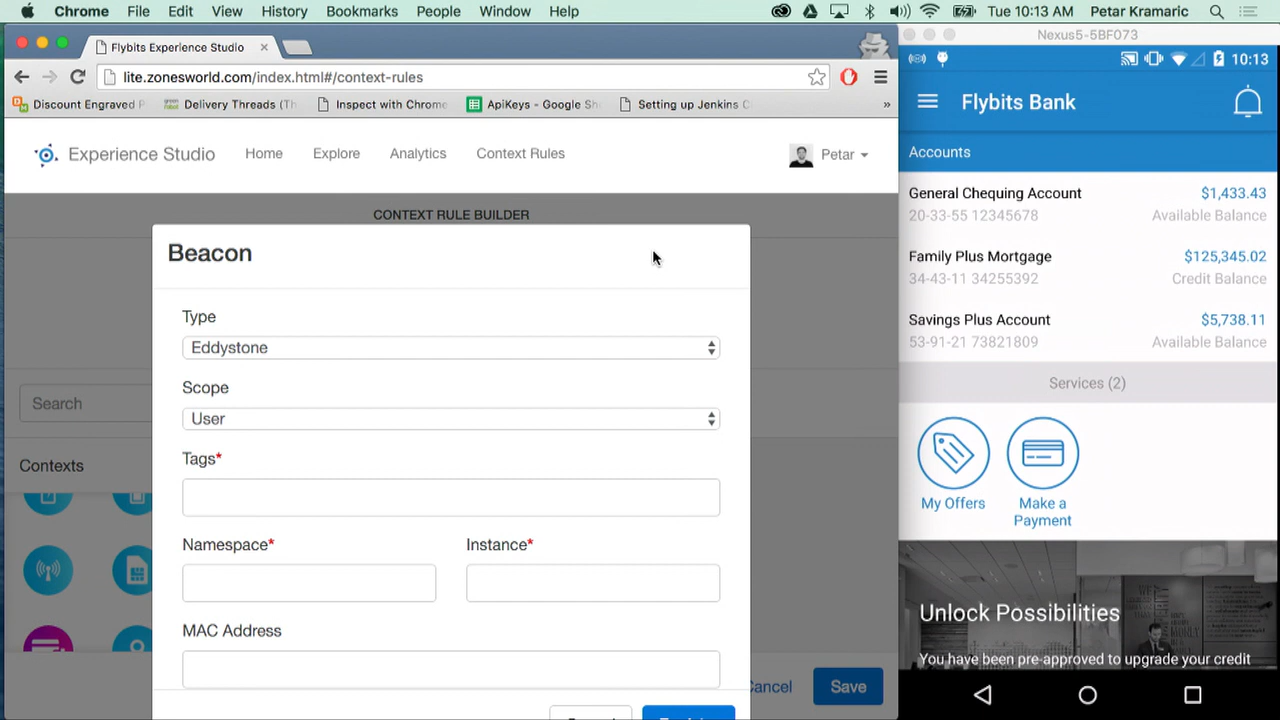 Chrome File Edit View History Bookmarks People Window Help Tue 10:13 AM Petar Kramaric
Flybits Experience Studio
lite.zonesworld.com/index.html#/context-rules
Discount Engraved Delivery Threads (Th Inspect with Chrome ApiKeys - Google Sh Setting up Jenkins C »
Experience Studio Home Explore Analytics Context Rules Petar
CONTEXT RULE BUILDER
Search
Contexts
Beacon
Type
Eddystone
Scope
User
Tags*
Namespace* Instance*
MAC Address
Cancel Save
Nexus5-5BF073
10:13
Flybits Bank
Accounts
General Chequing Account $1,433.43
20-33-55 12345678 Available Balance
Family Plus Mortgage $125,345.02
34-43-11 34255392 Credit Balance
Savings Plus Account $5,738.11
53-91-21 73821809 Available Balance
Services (2)
My Offers Make a
Payment
Unlock Possibilities
You have been pre-approved to upgrade your credit